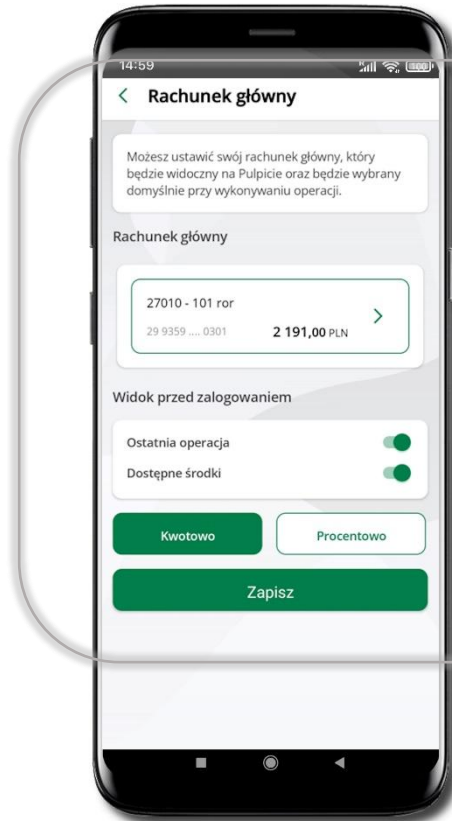 14:59
100
Rachunek główny
Możesz ustawić swój rachunek główny, który
będzie widoczny na Pulpicie oraz będzie wybrany
domyślnie przy wykonywaniu operacji.
Rachunek główny
27010 - 101 ror
29 9359 .... 0301 2 191,00 PLN
Widok przed zalogowaniem
Ostatnia operacja
Dostępne środki
Kwotowo Procentowo
Zapisz